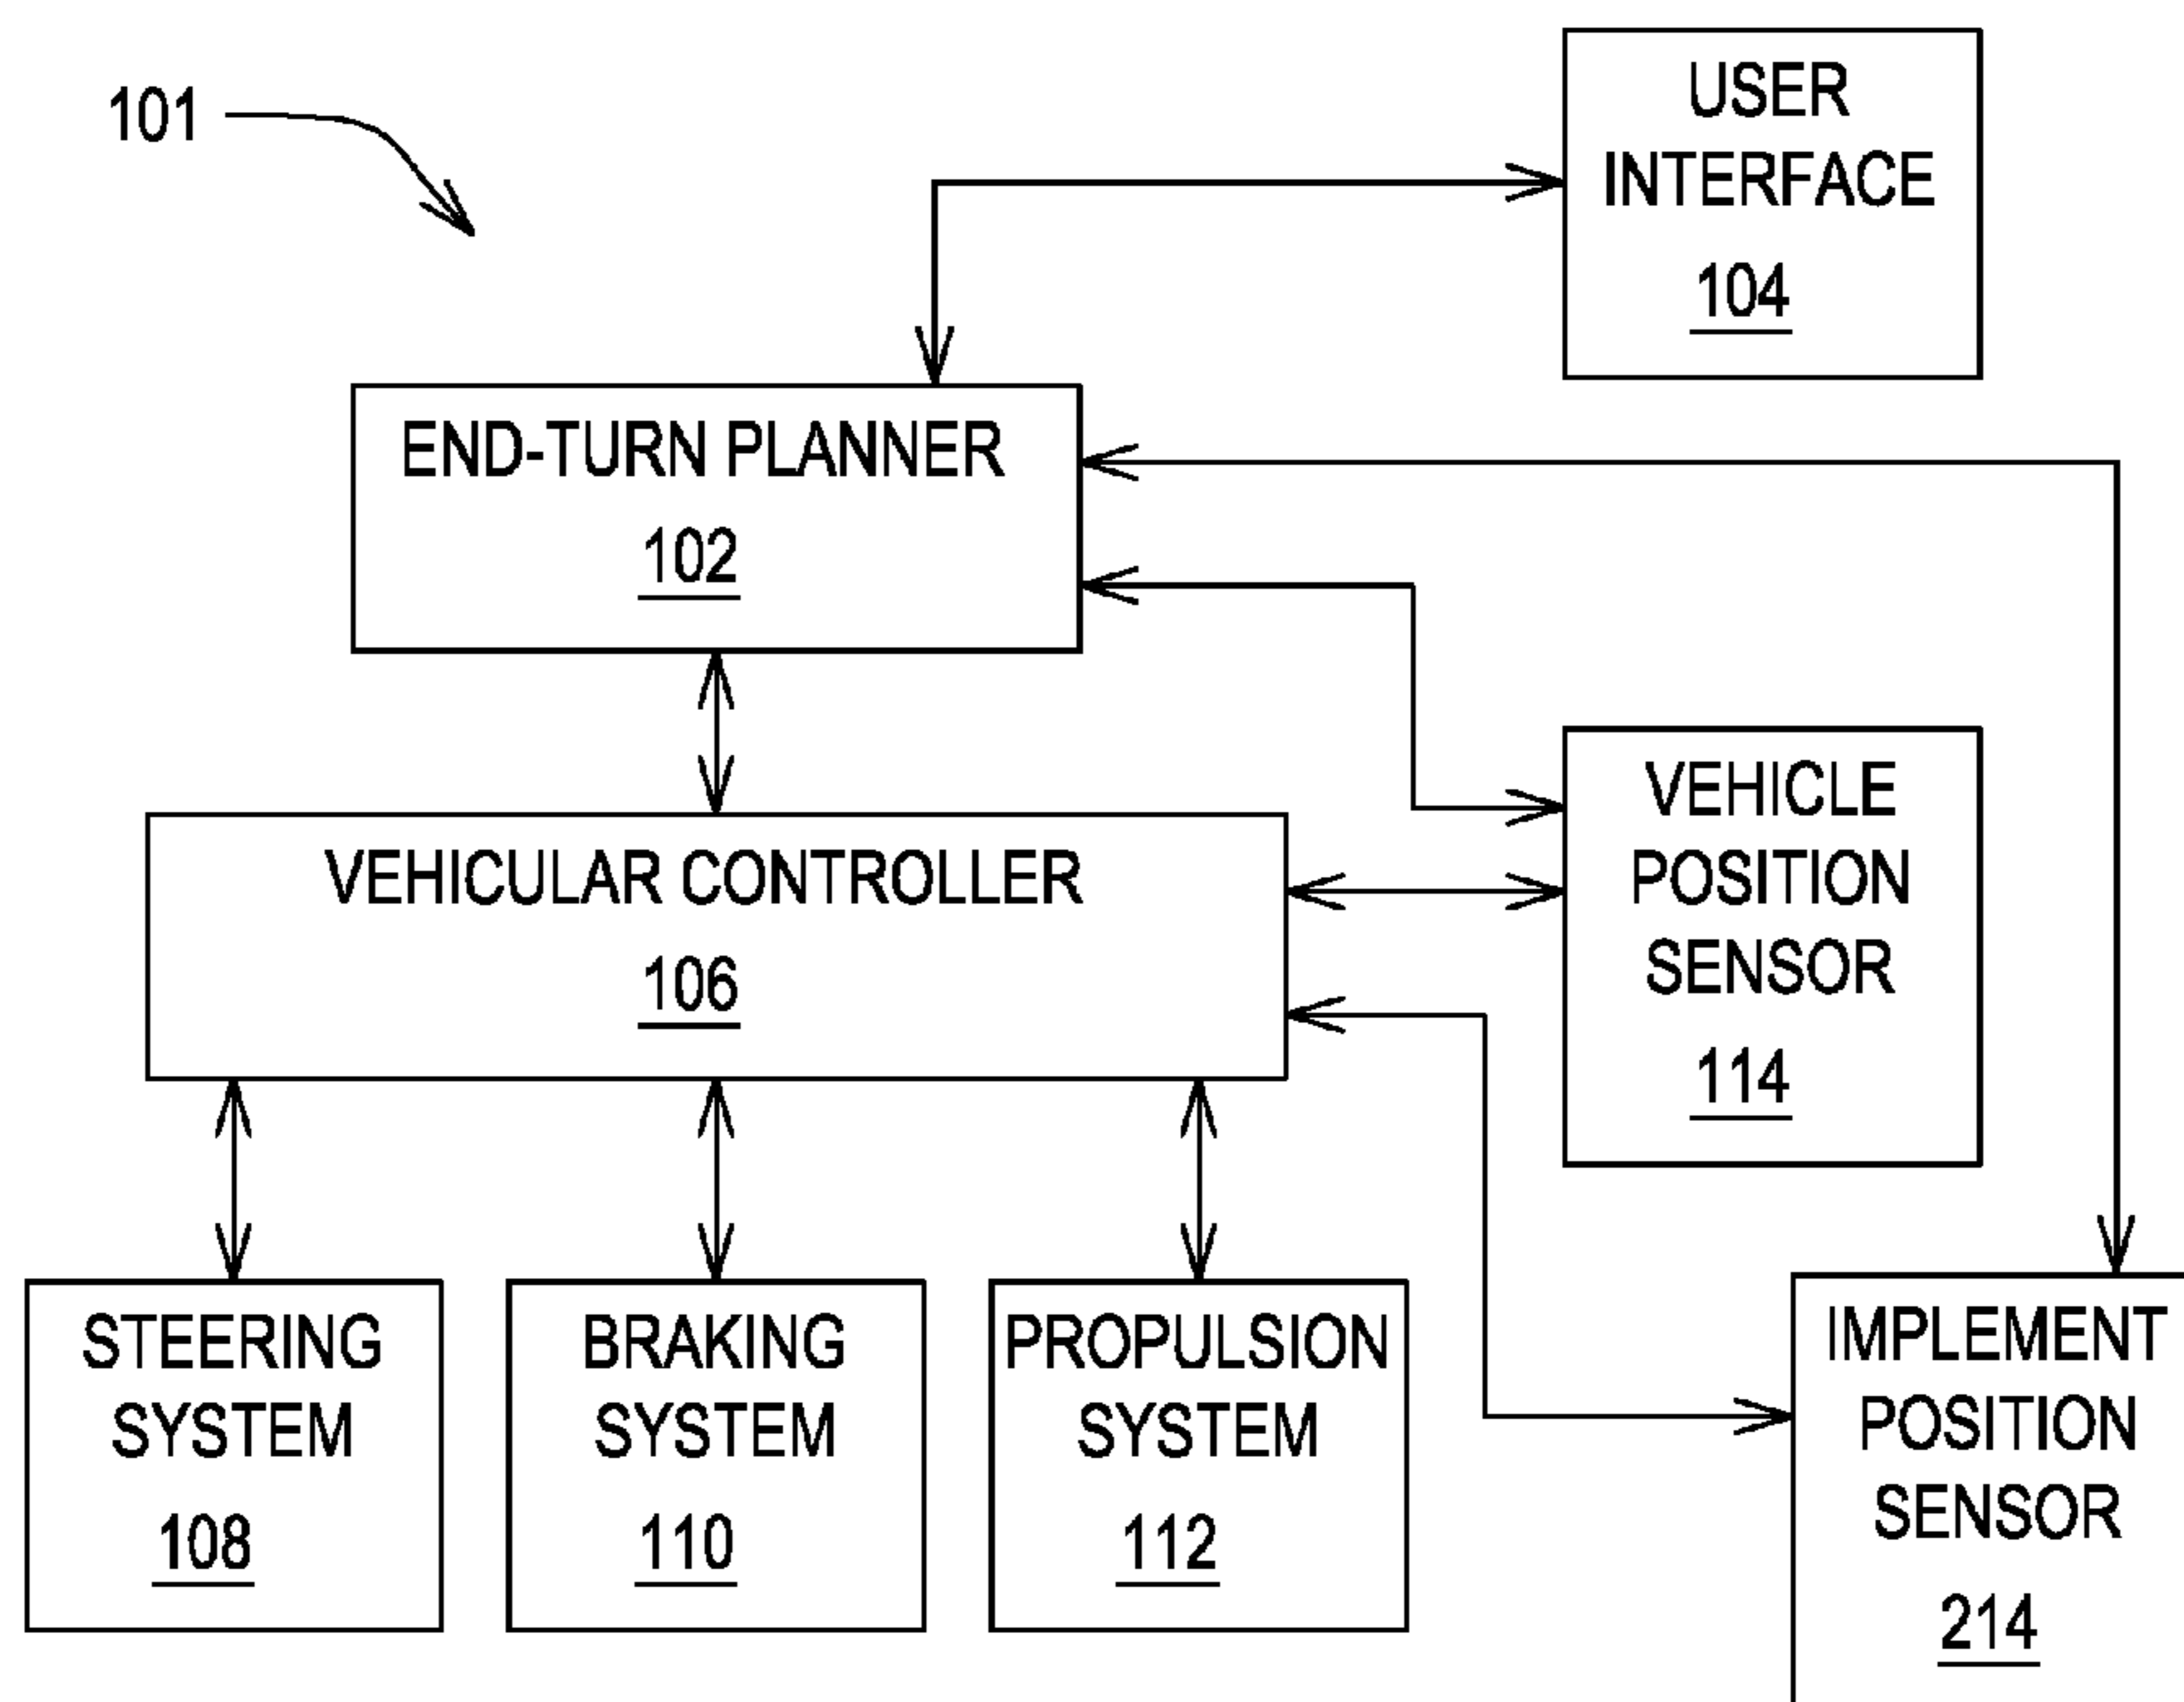 101
USER
INTERFACE
104
END-TURN PLANNER
102
VEHICLE
POSITION
SENSOR
114
VEHICULAR CONTROLLER
106
STEERING
SYSTEM
108
BRAKING
SYSTEM
110
PROPULSION
SYSTEM
112
IMPLEMENT
POSITION
SENSOR
214